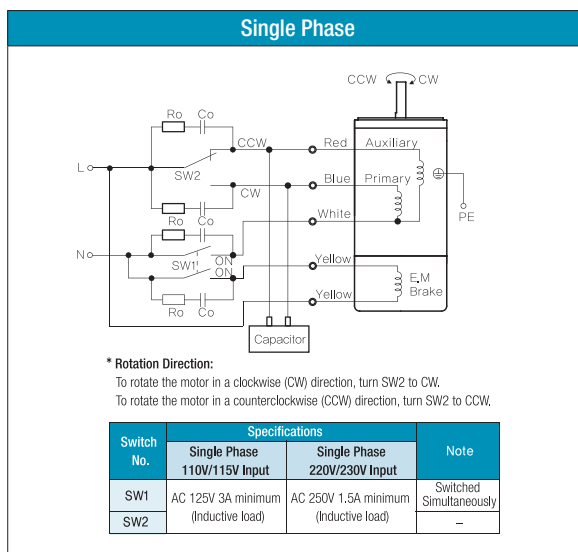 Single Phase
CCW CW
Ro Co
CCW Red Auxiliary
L
SW2
Blue Primary
CW
Ro Co
White
PE
N
SW1 ON
ON
Yellow
E.M
Brake
Yellow
Ro Co
Capacitor
* Rotation Direction:
To rotate the motor in a clockwise (CW) direction, turn SW2 to CW.
To rotate the motor in a counterclockwise (CCW) direction, turn SW2 to CCW.
Switch No. Specifications Note
Single Phase 110V/115V Input Single Phase 220V/230V Input
SW1 AC 125V 3A minimum (Inductive load) AC 250V 1.5A minimum (Inductive load) Switched Simultaneously
SW2 –